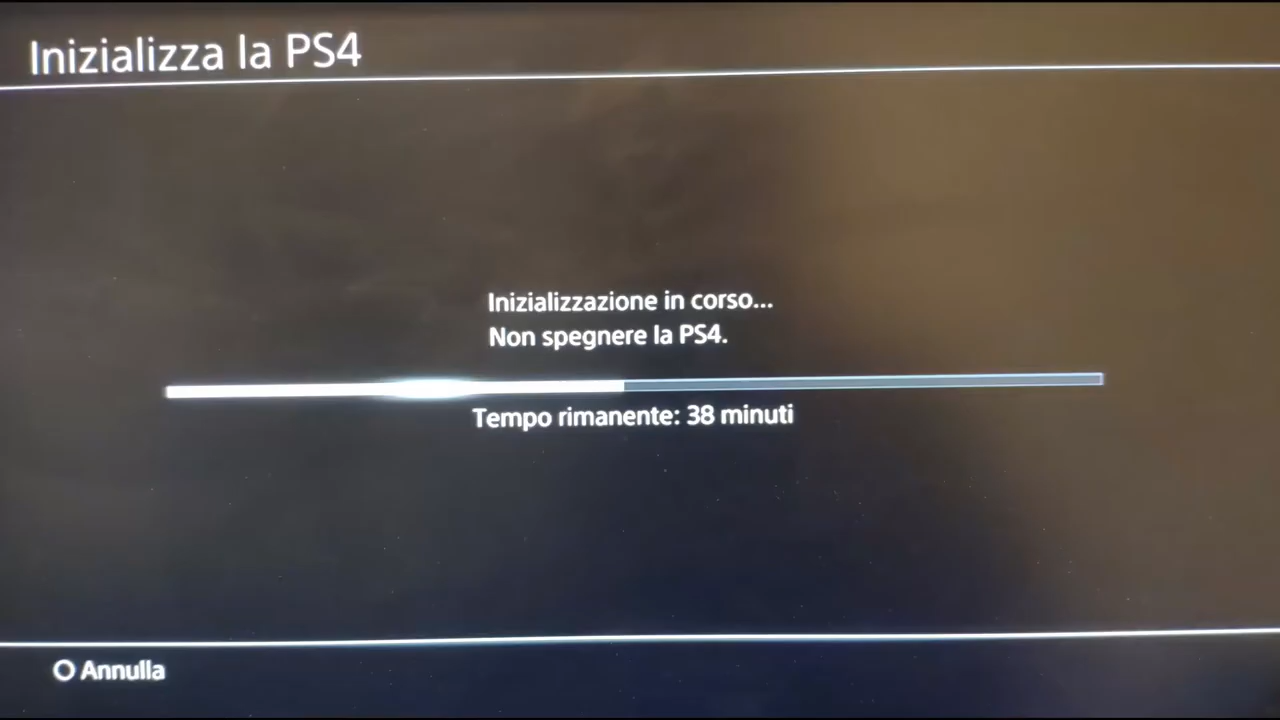 Inizializza la PS4
Inizializzazione in corso...
Non spegnere la PS4.
Tempo rimanente: 38 minuti
O Annulla